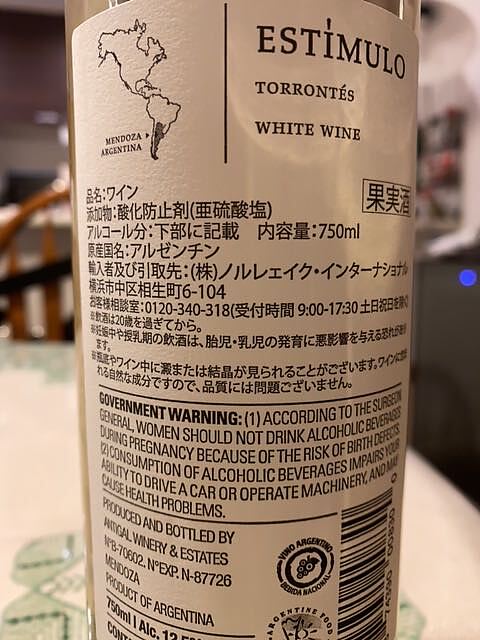 ESTÍMULO
TORRONTÉS
WHITE WINE
MENDOZA
ARGENTINA
品名:ワイン
果実酒
添加物:酸化防止剤(亜硫酸塩)
アルコール分:下部に記載 内容量:750ml
原産国名:アルゼンチン
輸入者及び引取先:(株)ノルレェイク・インターナショナル
横浜市中区相生町6-104
お客様相談室:0120-340-318(受付時間 9:00-17:30 土日祝日を除く)
※飲酒は20歳を過ぎてから。
※妊娠中や授乳期の飲酒は、胎児・乳児の発育に悪影響を与える恐れがあり
ます。
※瓶底やワイン中に澱または結晶が見られることがございます。ワインに含ま
れる自然な成分ですので、品質には問題ございません。
GOVERNMENT WARNING: (1) ACCORDING TO THE SURGEON
GENERAL, WOMEN SHOULD NOT DRINK ALCOHOLIC BEVERAGES
DURING PREGNANCY BECAUSE OF THE RISK OF BIRTH DEFECTS.
(2) CONSUMPTION OF ALCOHOLIC BEVERAGES IMPAIRS YOUR
ABILITY TO DRIVE A CAR OR OPERATE MACHINERY, AND MAY
CAUSE HEALTH PROBLEMS.
PRODUCED AND BOTTLED BY
ANTIGAL WINERY & ESTATES
N°B-70602. N°EXP. N-87726
MENDOZA
PRODUCT OF ARGENTINA
750ml | Alc. 12.5%
VINO ARGENTINO
BEBIDA NACIONAL
ARGENTINE FOOD